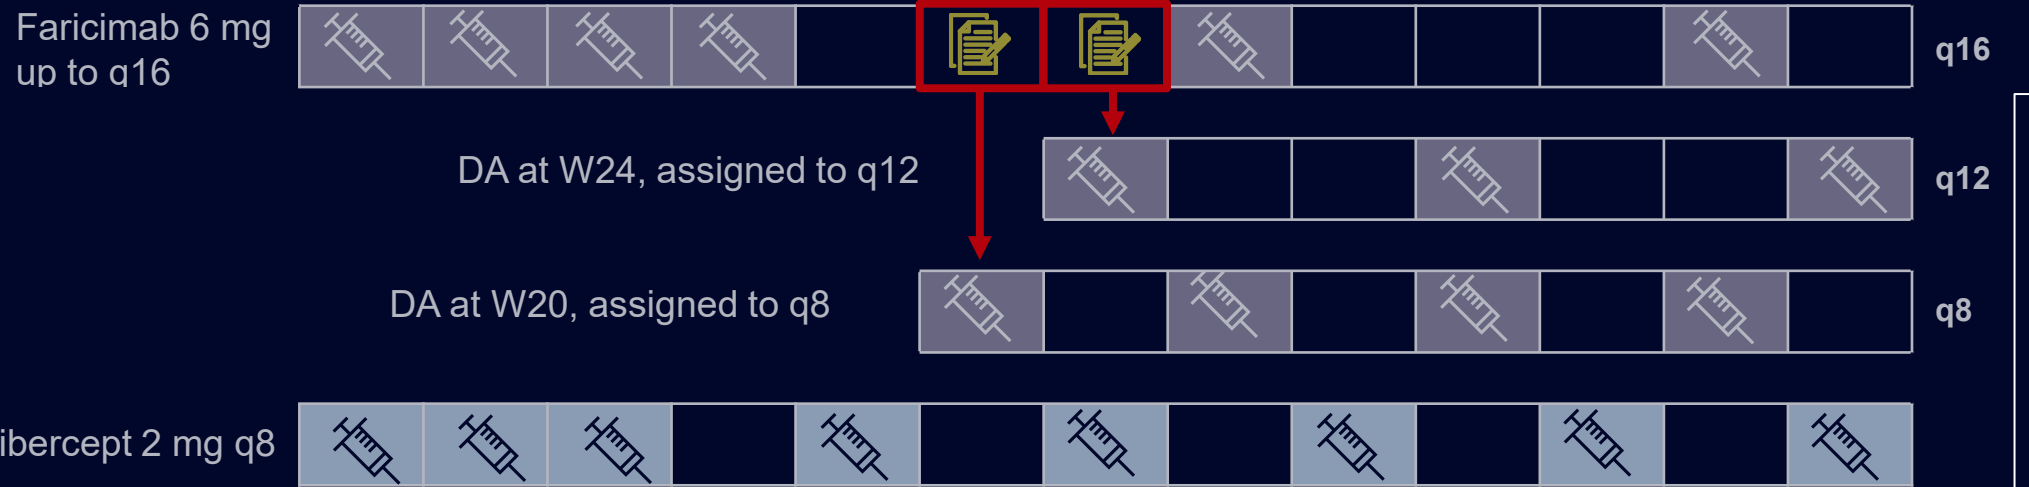 Faricimab 6 mg
up to q16
q16
DA at W24, assigned to q12
q12
DA at W20, assigned to q8
q8
ibercept 2 mg q8